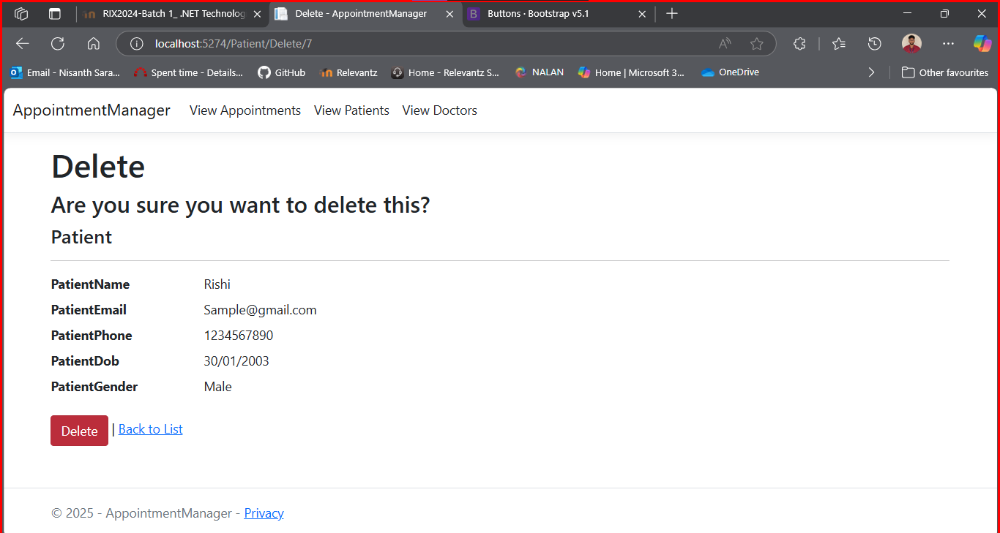 RIX2024-Batch 1_ .NET Technolog
Delete - AppointmentManager
Buttons · Bootstrap v5.1
localhost:5274/Patient/Delete/7
Email - Nisanth Sara...
Spent time - Details...
GitHub
Relevantz
Home - Relevantz S...
NALAN
Home | Microsoft 3...
OneDrive
Other favourites
AppointmentManager View Appointments View Patients View Doctors
Delete
Are you sure you want to delete this?
Patient
PatientName Rishi
PatientEmail Sample@gmail.com
PatientPhone 1234567890
PatientDob 30/01/2003
PatientGender Male
Delete | Back to List
© 2025 - AppointmentManager - Privacy